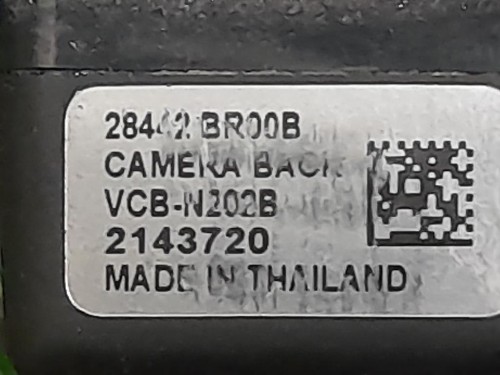 28442 BR00B
CAMERA BACK
VCB-N202B
2143720
MADE IN THAILAND